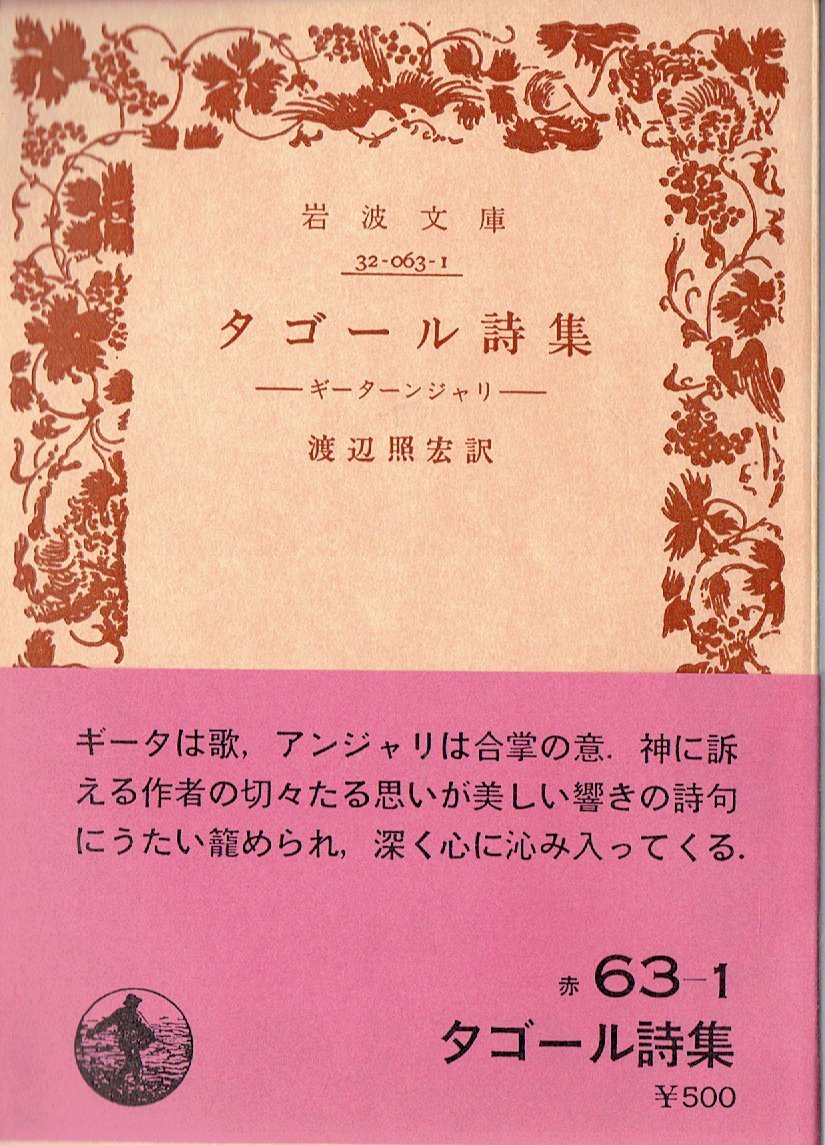 岩波文庫
32-063-1
タゴール詩集
—ギーターンジャリ—
渡辺照宏訳
ギータは歌,アンジャリは合掌の意.神に訴
える作者の切々たる思いが美しい響きの詩句
にうたい籠められ,深く心に沁み入ってくる.
赤 63-1
タゴール詩集
¥500